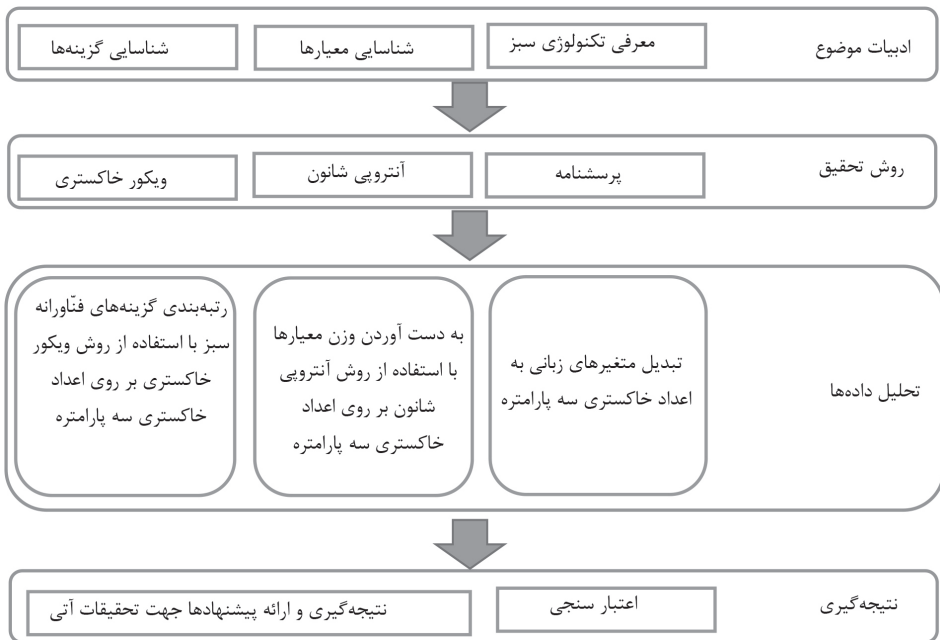 ادبیات موضوع
معرفی تکنولوژی سبز
شناسایی معیارها
شناسایی گزینه‌ها
روش تحقیق
پرسشنامه
آنتروپی شانون
ویکور خاکستری
تحلیل داده‌ها
تبدیل متغیرهای زبانی به
اعداد خاکستری سه پارامتره
به دست آوردن وزن معیارها
با استفاده از روش آنتروپی
شانون بر روی اعداد
خاکستری سه پارامتره
رتبه‌بندی گزینه‌های فنّاورانه
سبز با استفاده از روش ویکور
خاکستری بر روی اعداد
خاکستری سه پارامتره
نتیجه‌گیری
اعتبار سنجی
نتیجه‌گیری و ارائه پیشنهادها جهت تحقیقات آتی